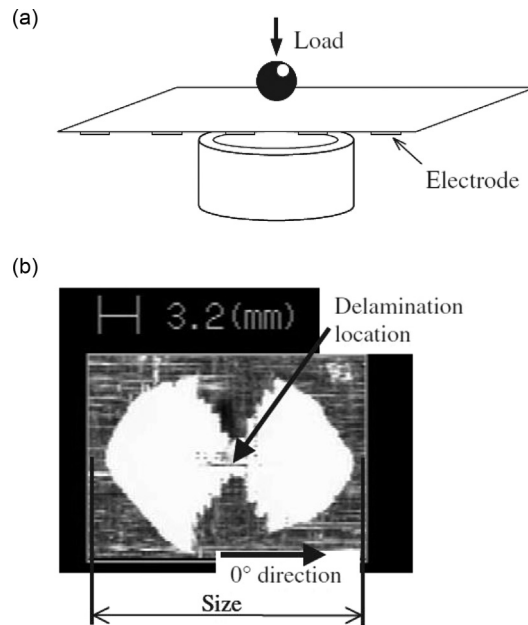 (a)
Load
Electrode
(b)
3.2(mm)
Delamination
location
0° direction
Size